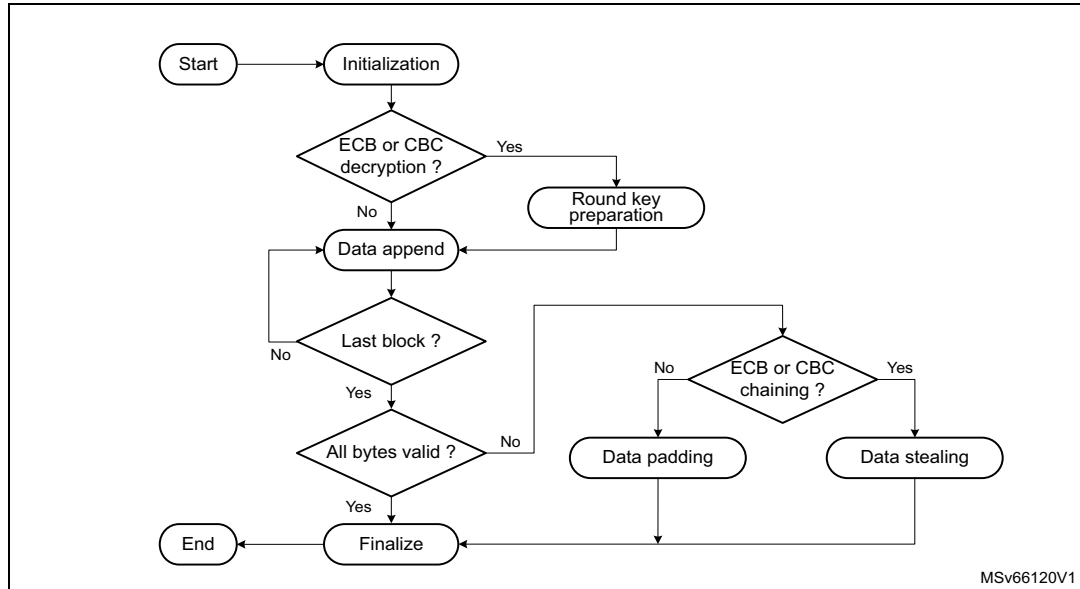 Start
Initialization
ECB or CBC
decryption ?
Yes
No
Round key
preparation
Data append
Last block ?
No
Yes
All bytes valid ?
No
Yes
ECB or CBC
chaining ?
No
Yes
Data padding
Data stealing
End
Finalize
MSv66120V1